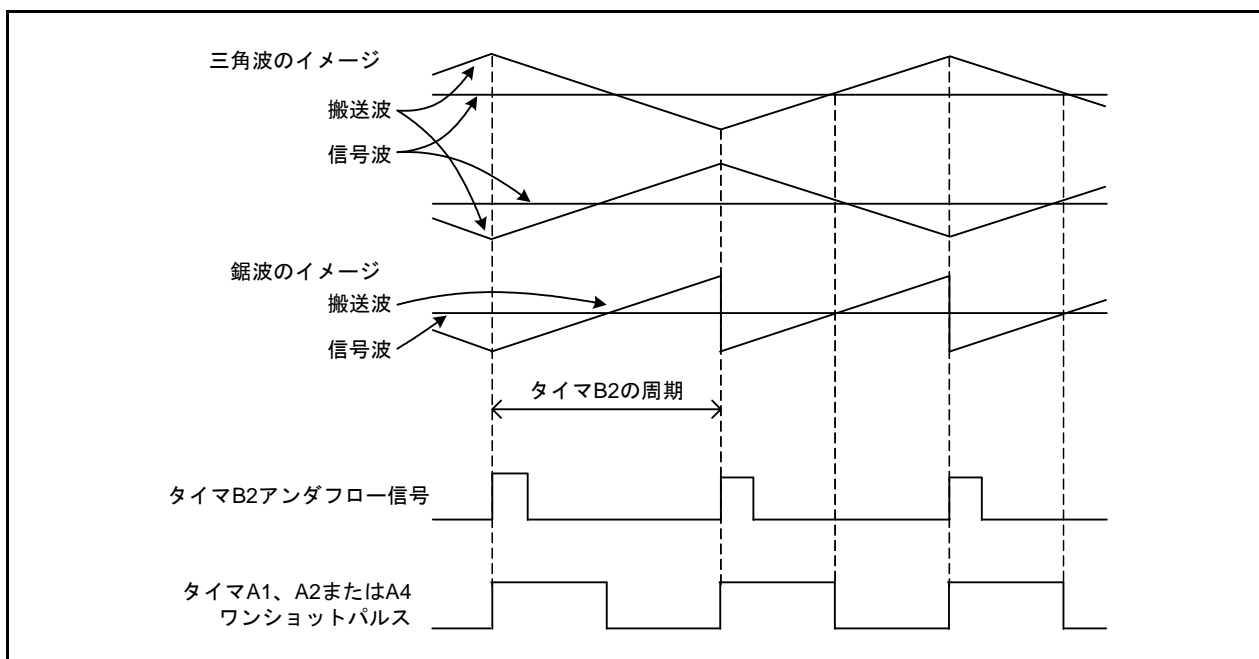 三角波のイメージ
搬送波
信号波
鋸波のイメージ
搬送波
信号波
タイマB2の周期
タイマB2アンダフロー信号
タイマA1、A2またはA4
ワンショットパルス